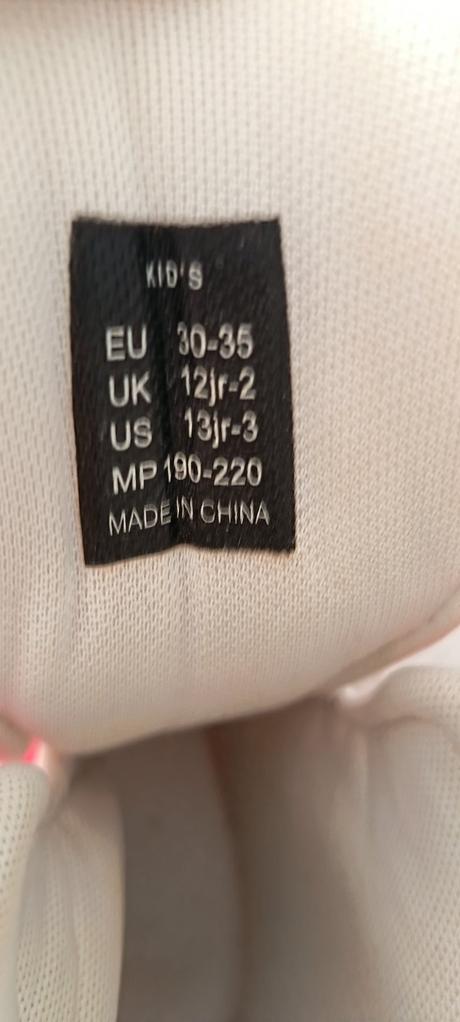 KID'S
EU 30-35
UK 12jr-2
US 13jr-3
MP 190-220
MADE IN CHINA